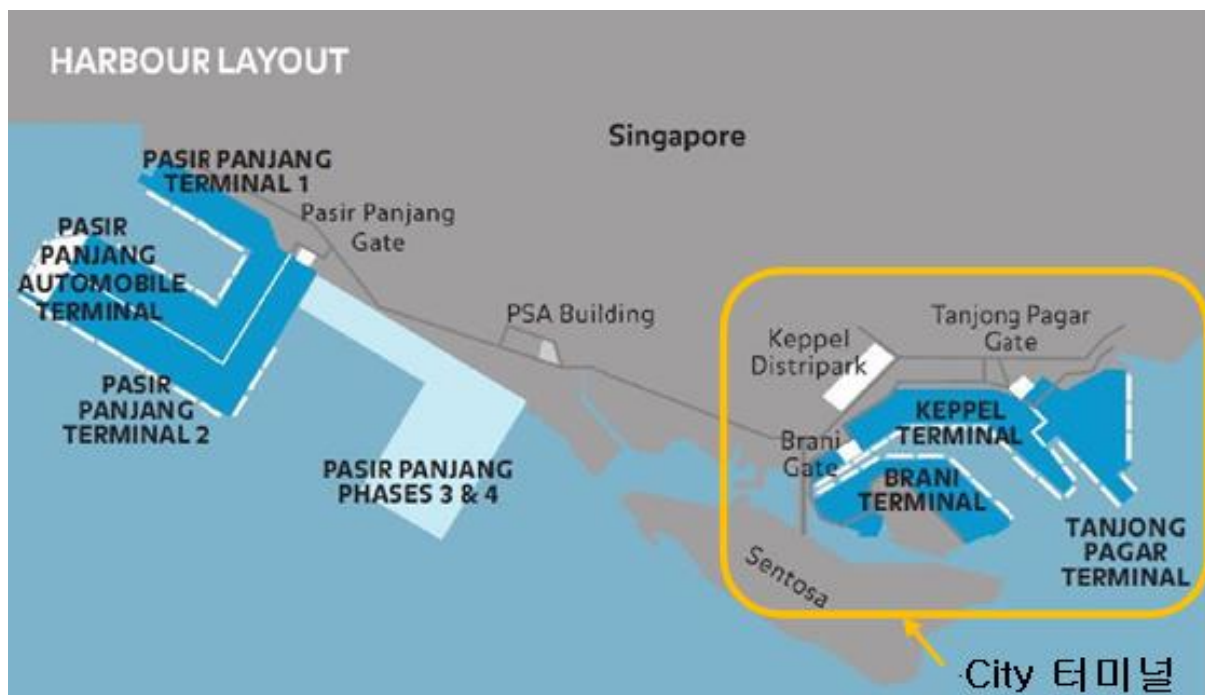 HARBOUR LAYOUT
Singapore
PASIR PANJANG
TERMINAL 1
Pasir Panjang
Gate
PASIR
PANJANG
AUTOMOBILE
TERMINAL
PASIR
PANJANG
TERMINAL 2
PSA Building
PASIR PANJANG
PHASES 3 & 4
Keppel
Distripark
Tanjong Pagar
Gate
KEPPEL
TERMINAL
Brani
Gate
BRANI
TERMINAL
TANJONG
PAGAR
TERMINAL
Sentosa
City 터미널